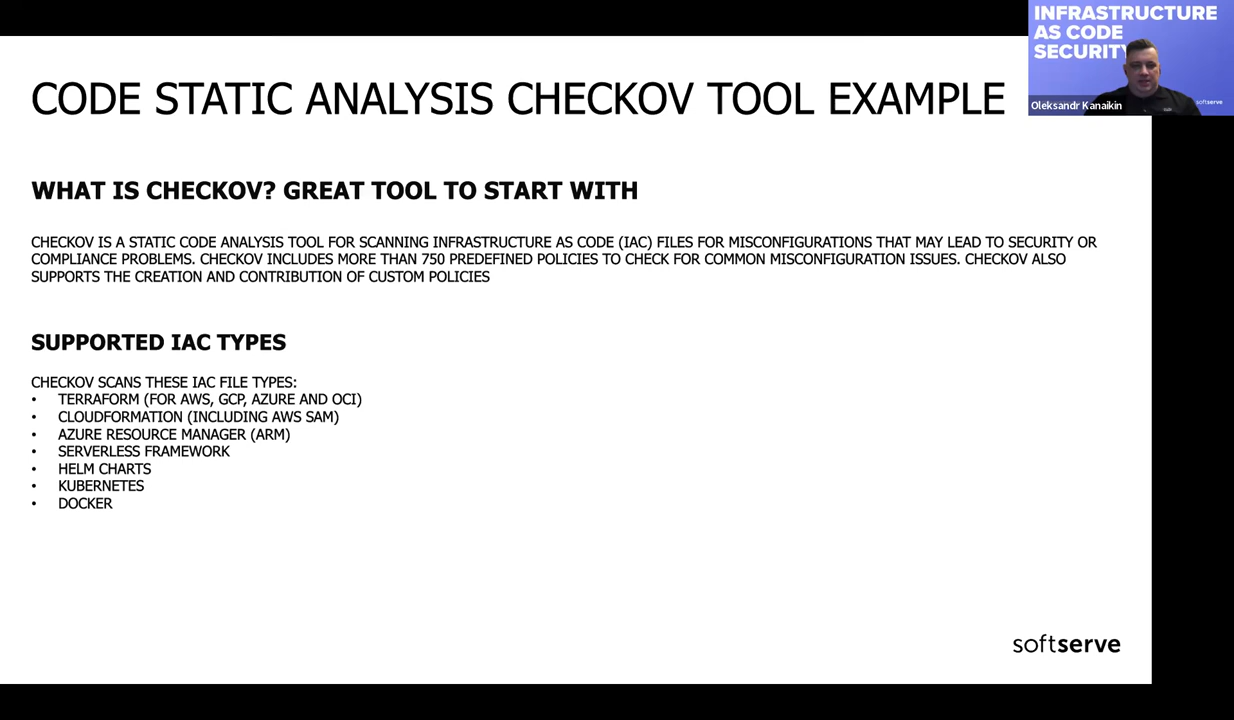 INFRASTRUCTURE
AS CODE
SECURITY
softserve
Oleksandr Kanaikin
CODE STATIC ANALYSIS CHECKOV TOOL EXAMPLE
WHAT IS CHECKOV? GREAT TOOL TO START WITH
CHECKOV IS A STATIC CODE ANALYSIS TOOL FOR SCANNING INFRASTRUCTURE AS CODE (IAC) FILES FOR MISCONFIGURATIONS THAT MAY LEAD TO SECURITY OR
COMPLIANCE PROBLEMS. CHECKOV INCLUDES MORE THAN 750 PREDEFINED POLICIES TO CHECK FOR COMMON MISCONFIGURATION ISSUES. CHECKOV ALSO
SUPPORTS THE CREATION AND CONTRIBUTION OF CUSTOM POLICIES
SUPPORTED IAC TYPES
CHECKOV SCANS THESE IAC FILE TYPES:
• TERRAFORM (FOR AWS, GCP, AZURE AND OCI)
• CLOUDFORMATION (INCLUDING AWS SAM)
• AZURE RESOURCE MANAGER (ARM)
• SERVERLESS FRAMEWORK
• HELM CHARTS
• KUBERNETES
• DOCKER
softserve